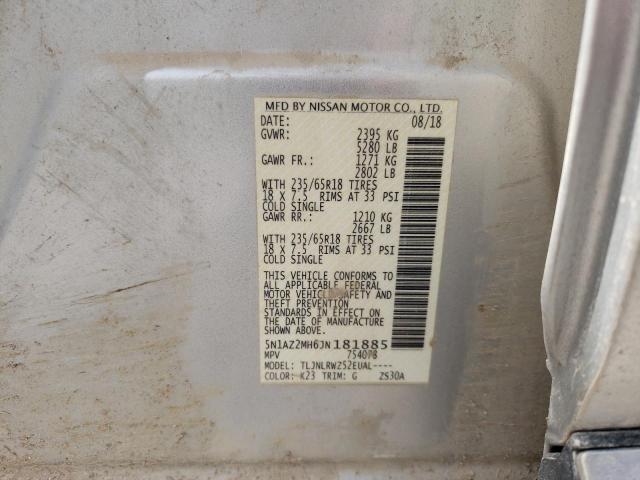 MFD BY NISSAN MOTOR CO., LTD.
DATE: 08/18
GVWR: 2395 KG
5280 LB
GAWR FR.: 1271 KG
2802 LB
WITH 235/65R18 TIRES
18 X 7.5 RIMS AT 33 PSI
COLD SINGLE
GAWR RR.: 1210 KG
2667 LB
WITH 235/65R18 TIRES
18 X 7.5 RIMS AT 33 PSI
COLD SINGLE
THIS VEHICLE CONFORMS TO
ALL APPLICABLE FEDERAL
MOTOR VEHICLE SAFETY AND
THEFT PREVENTION
STANDARDS IN EFFECT ON
THE DATE OF MANUFACTURE
SHOWN ABOVE.
5N1AZ2MH6JN181885
MPV
MODEL: TLJNLRWZ52EUAL----
COLOR: K23 TRIM: G ZS30A